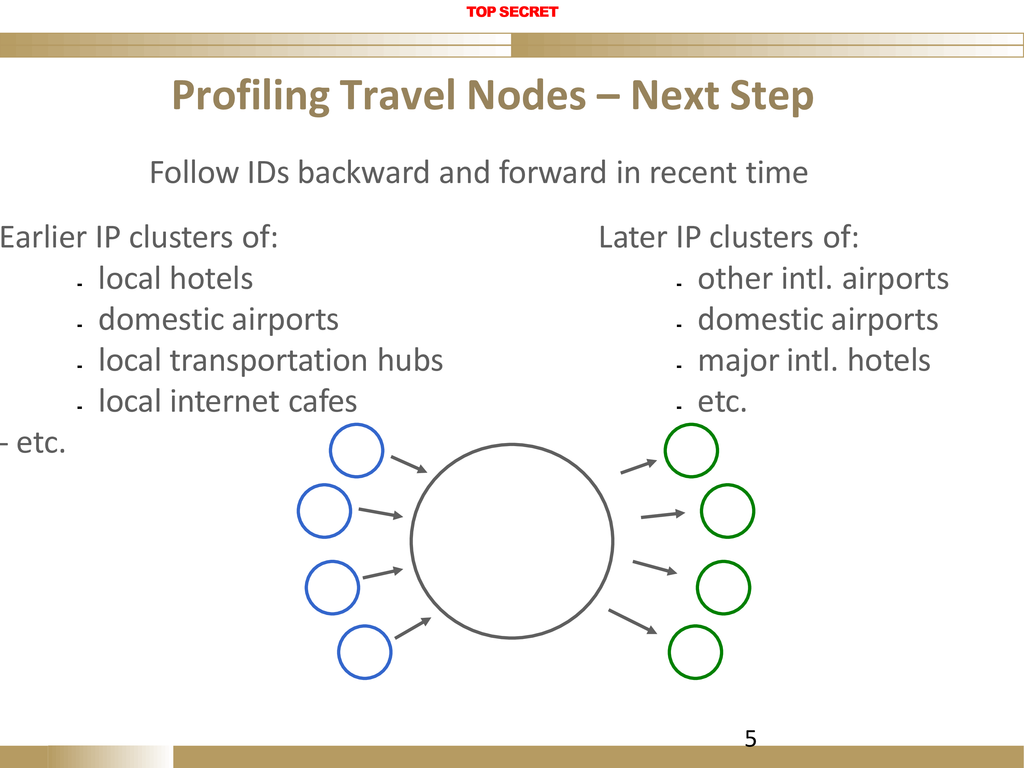 TOP SECRET
Profiling Travel Nodes – Next Step
Follow IDs backward and forward in recent time
Earlier IP clusters of:
- local hotels
- domestic airports
- local transportation hubs
- local internet cafes
- etc.
Later IP clusters of:
- other intl. airports
- domestic airports
- major intl. hotels
- etc.
5